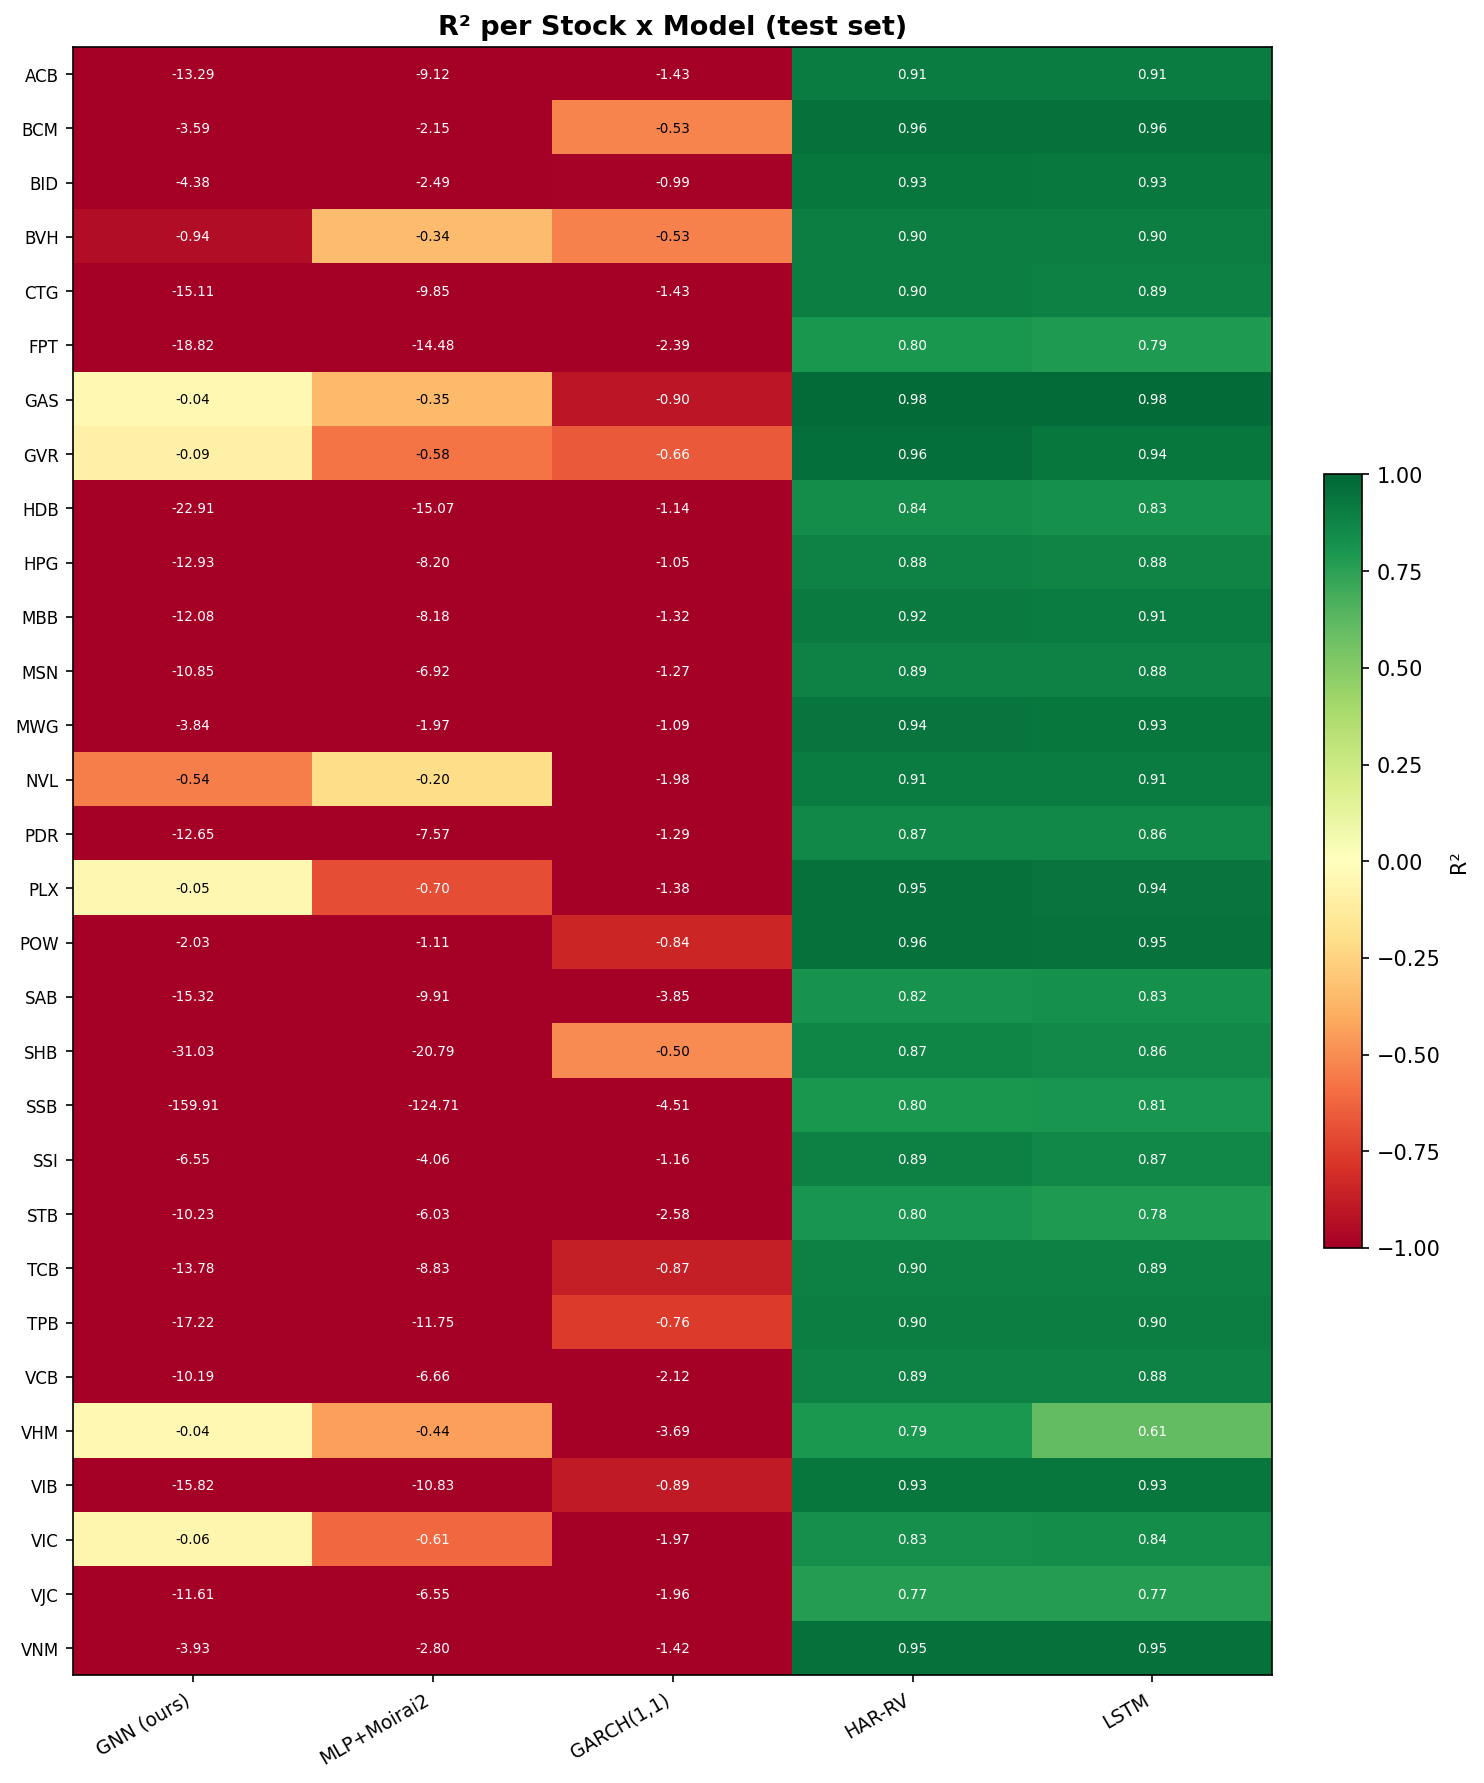 R² per Stock x Model (test set)
ACB -13.29 -9.12 -1.43 0.91 0.91
BCM -3.59 -2.15 -0.53 0.96 0.96
BID -4.38 -2.49 -0.99 0.93 0.93
BVH -0.94 -0.34 -0.53 0.90 0.90
CTG -15.11 -9.85 -1.43 0.90 0.89
FPT -18.82 -14.48 -2.39 0.80 0.79
GAS -0.04 -0.35 -0.90 0.98 0.98
GVR -0.09 -0.58 -0.66 0.96 0.94
HDB -22.91 -15.07 -1.14 0.84 0.83
HPG -12.93 -8.20 -1.05 0.88 0.88
MBB -12.08 -8.18 -1.32 0.92 0.91
MSN -10.85 -6.92 -1.27 0.89 0.88
MWG -3.84 -1.97 -1.09 0.94 0.93
NVL -0.54 -0.20 -1.98 0.91 0.91
PDR -12.65 -7.57 -1.29 0.87 0.86
PLX -0.05 -0.70 -1.38 0.95 0.94
POW -2.03 -1.11 -0.84 0.96 0.95
SAB -15.32 -9.91 -3.85 0.82 0.83
SHB -31.03 -20.79 -0.50 0.87 0.86
SSB -159.91 -124.71 -4.51 0.80 0.81
SSI -6.55 -4.06 -1.16 0.89 0.87
STB -10.23 -6.03 -2.58 0.80 0.78
TCB -13.78 -8.83 -0.87 0.90 0.89
TPB -17.22 -11.75 -0.76 0.90 0.90
VCB -10.19 -6.66 -2.12 0.89 0.88
VHM -0.04 -0.44 -3.69 0.79 0.61
VIB -15.82 -10.83 -0.89 0.93 0.93
VIC -0.06 -0.61 -1.97 0.83 0.84
VJC -11.61 -6.55 -1.96 0.77 0.77
VNM -3.93 -2.80 -1.42 0.95 0.95
GNN (ours) MLP+Moirai2 GARCH(1,1) HAR-RV LSTM
1.00
0.75
0.50
0.25
0.00
−0.25
−0.50
−0.75
−1.00
R²